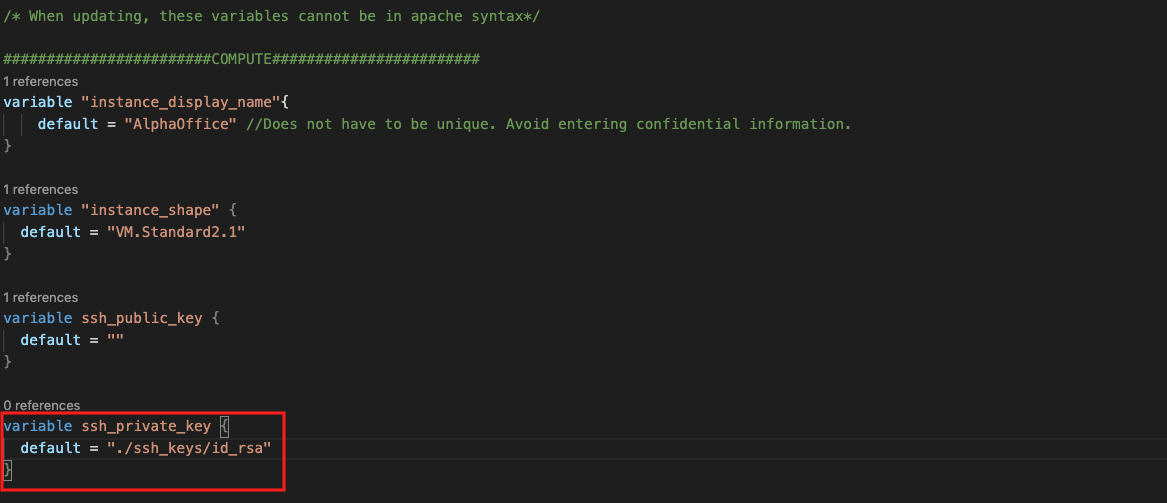 /* When updating, these variables cannot be in apache syntax*/
########################COMPUTE########################
1 references
variable "instance_display_name"{
default = "AlphaOffice" //Does not have to be unique. Avoid entering confidential information.
}
1 references
variable "instance_shape" {
default = "VM.Standard2.1"
}
1 references
variable ssh_public_key {
default = ""
}
0 references
variable ssh_private_key {
default = "./ssh_keys/id_rsa"
}